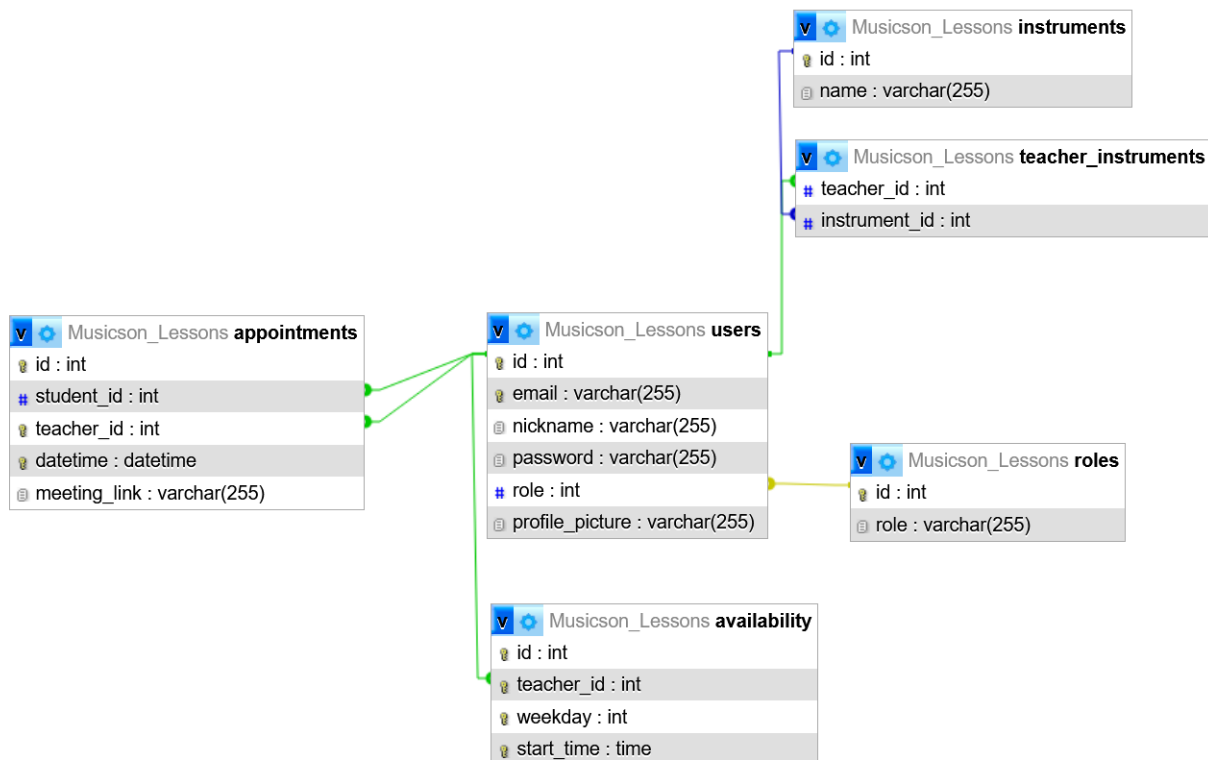 v Musicson_Lessons instruments
id : int
name : varchar(255)
v Musicson_Lessons teacher_instruments
# teacher_id : int
# instrument_id : int
v Musicson_Lessons appointments
id : int
# student_id : int
teacher_id : int
datetime : datetime
meeting_link : varchar(255)
v Musicson_Lessons users
id : int
email : varchar(255)
nickname : varchar(255)
password : varchar(255)
# role : int
profile_picture : varchar(255)
v Musicson_Lessons roles
id : int
role : varchar(255)
v Musicson_Lessons availability
id : int
teacher_id : int
weekday : int
start_time : time